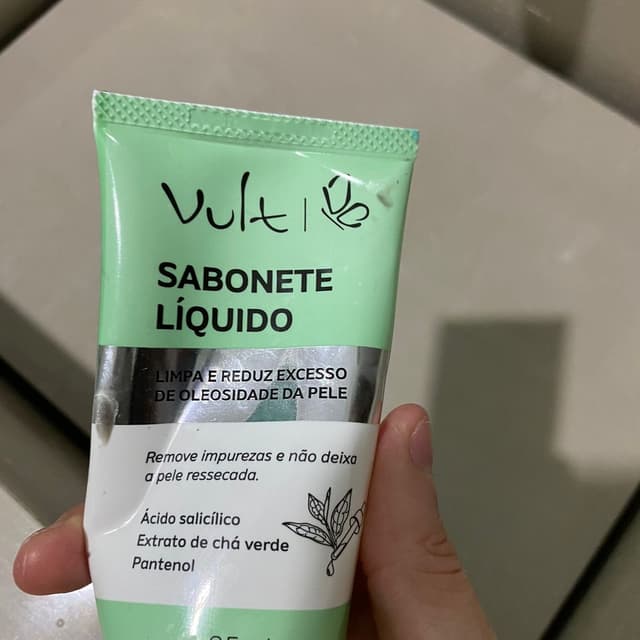 Vult
SABONETE
LÍQUIDO
LIMPA E REDUZ EXCESSO
DE OLEOSIDADE DA PELE
Remove impurezas e não deixa
a pele ressecada.
Ácido salicílico
Extrato de chá verde
Pantenol